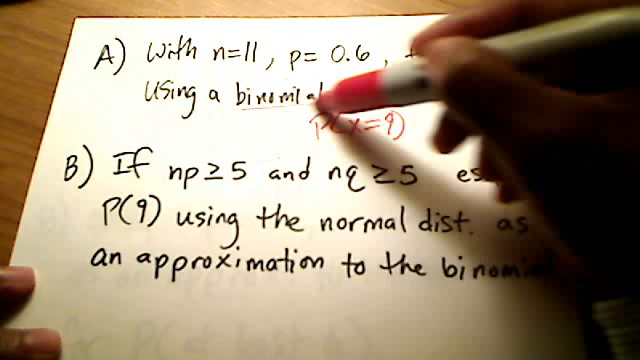 A) With n=11, p= 0.6,
Using a binomial
P(X=9)
B) If np≥5 and nq≥5 es
P(9) using the normal dist. as
an approximation to the binomial